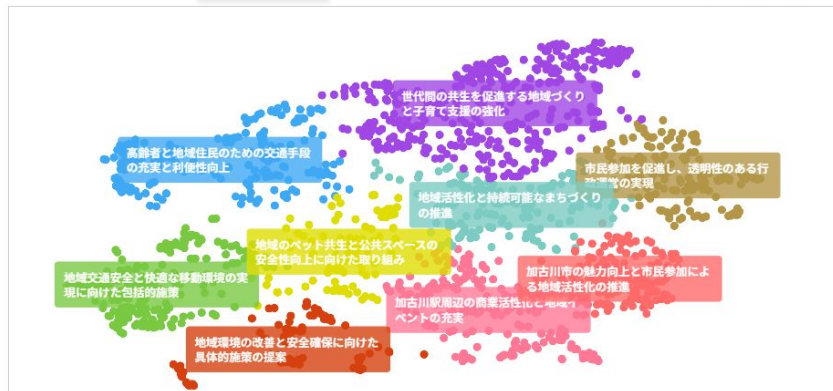 世代間の共生を促進する地域づくり
と子育て支援の強化
高齢者と地域住民のための交通手段
の充実と利便性向上
市民参加を促進し、透明性のある行
政運営の実現
地域活性化と持続可能なまちづくり
の推進
地域のペット共生と公共スペースの
安全性向上に向けた取り組み
地域交通安全と快適な移動環境の実
現に向けた包括的施策
加古川市の魅力向上と市民参加によ
る地域活性化の推進
加古川駅周辺の商業活性化と地域イ
ベントの充実
地域環境の改善と安全確保に向けた
具体的施策の提案